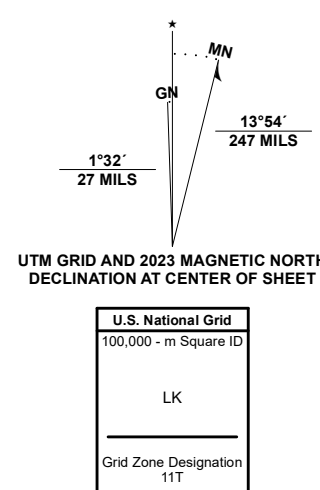 ★
MN
GN
13°54´
247 MILS
1°32´
27 MILS
UTM GRID AND 2023 MAGNETIC NORTH
DECLINATION AT CENTER OF SHEET
U.S. National Grid
100,000 - m Square ID
LK
Grid Zone Designation
11T